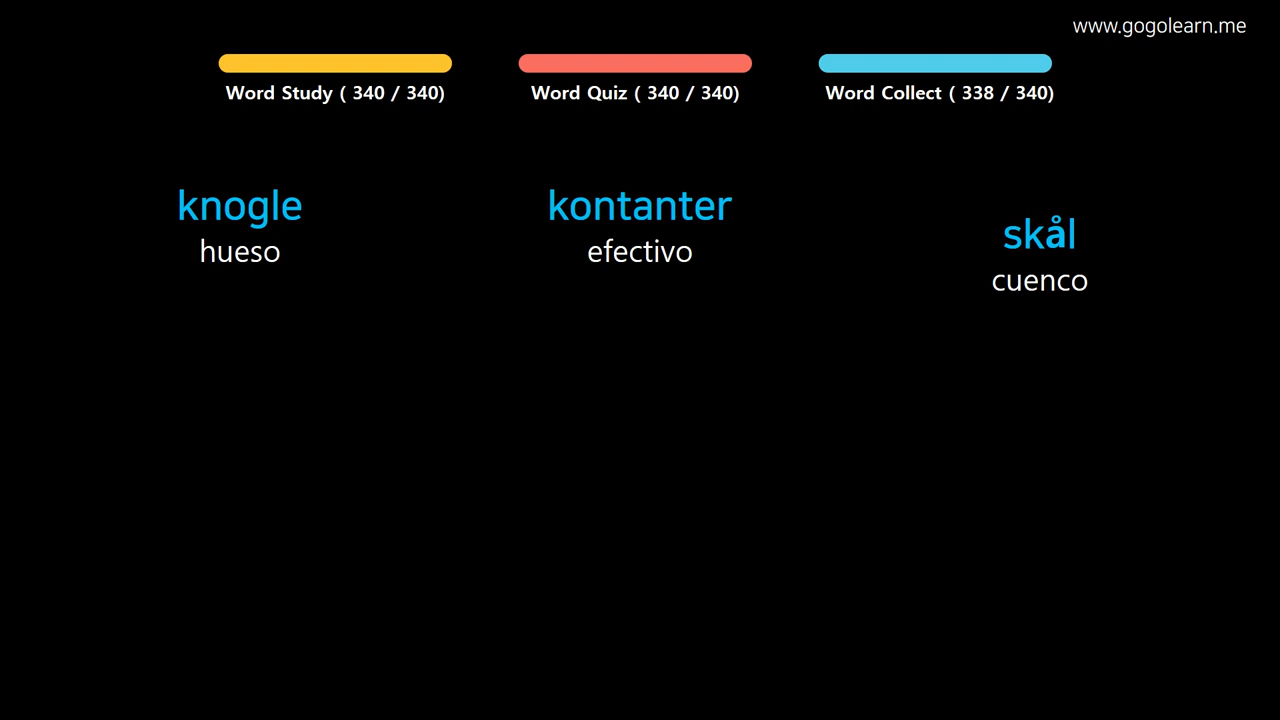 www.gogolearn.me
Word Study ( 340 / 340)
Word Quiz ( 340 / 340)
Word Collect ( 338 / 340)
knogle
hueso
kontanter
efectivo
skål
cuenco